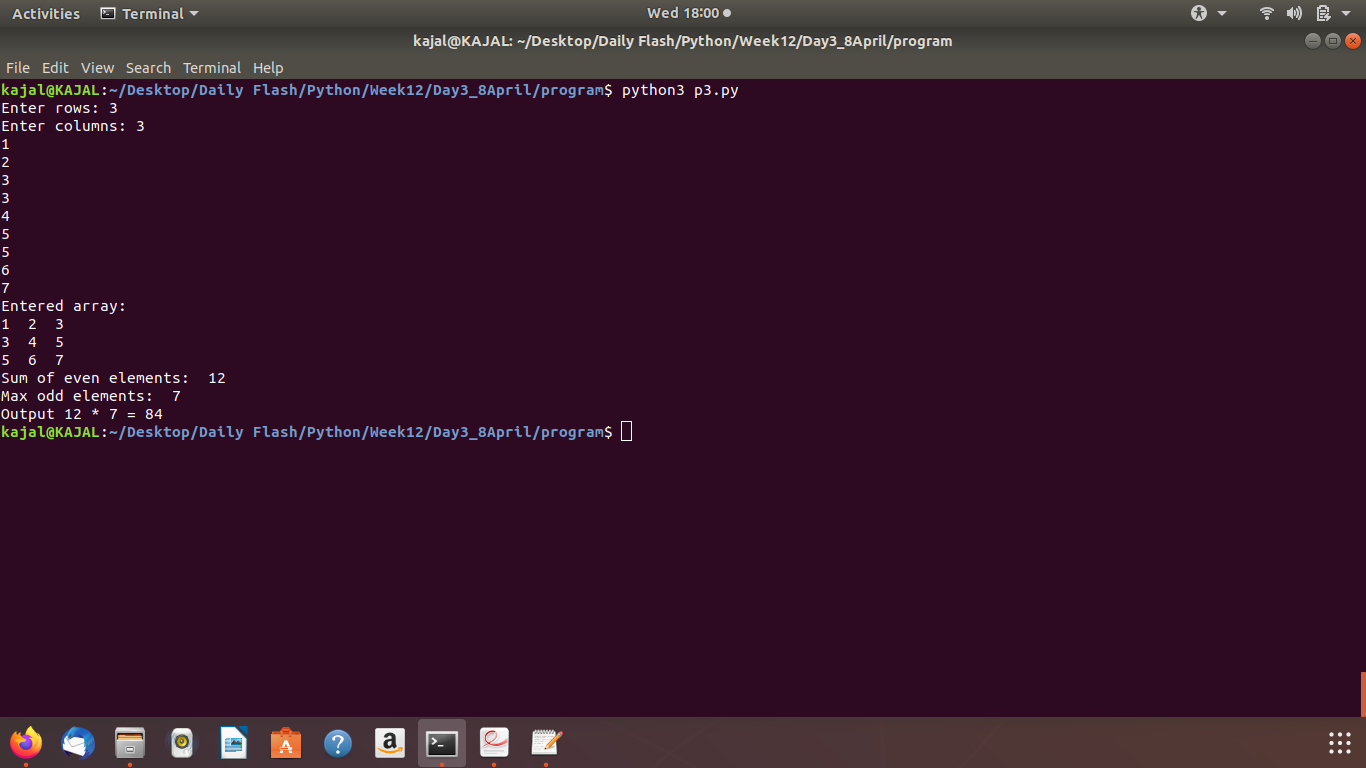 Activities Terminal Wed 18:00
kajal@KAJAL: ~/Desktop/Daily Flash/Python/Week12/Day3_8April/program
File Edit View Search Terminal Help
kajal@KAJAL:~/Desktop/Daily Flash/Python/Week12/Day3_8April/program$ python3 p3.py
Enter rows: 3
Enter columns: 3
1
2
3
3
4
5
5
6
7
Entered array:
1  2  3
3  4  5
5  6  7
Sum of even elements:  12
Max odd elements:  7
Output 12 * 7 = 84
kajal@KAJAL:~/Desktop/Daily Flash/Python/Week12/Day3_8April/program$